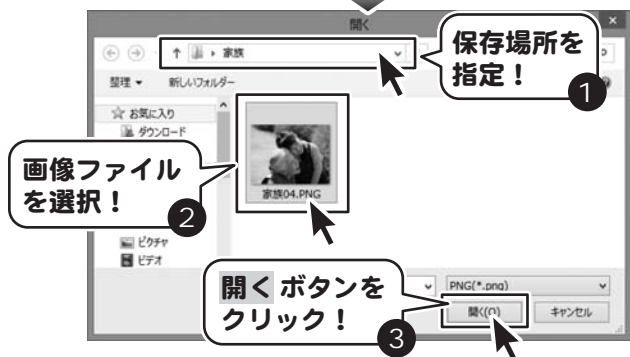 開く
家族
保存場所を
指定！
1
整理
新しいフォルダー
お気に入り
ダウンロード
画像ファイル
を選択！
2
家族04.PNG
ピクチャ
ビデオ
開く ボタンを
クリック！
3
PNG(*.png)
開く(O)
キャンセル